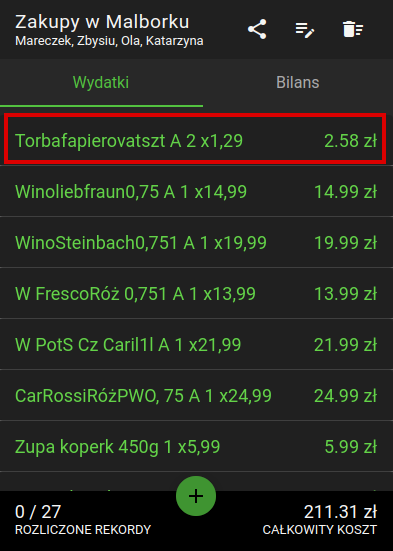 Zakupy w Malborku
Mareczek, Zbysiu, Ola, Katarzyna
Wydatki Bilans
Torbafapierovatszt A 2 x1,29 2.58 zł
Winoliebfraun0,75 A 1 x14,99 14.99 zł
WinoSteinbach0,751 A 1 x19,99 19.99 zł
W FrescoRóż 0,751 A 1 x13,99 13.99 zł
W PotS Cz Caril1l A 1 x21,99 21.99 zł
CarRossiRóżPWO, 75 A 1 x24,99 24.99 zł
Zupa koperk 450g 1 x5,99 5.99 zł
+
0 / 27 211.31 zł
ROZLICZONE REKORDY CAŁKOWITY KOSZT